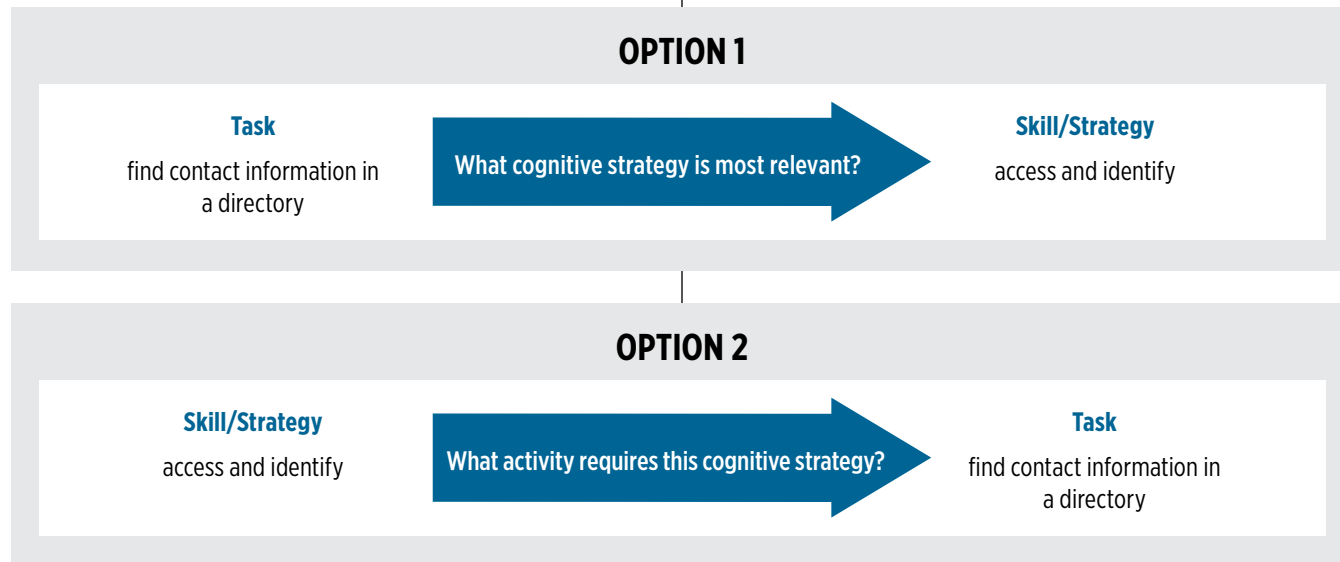 OPTION 1
Task
find contact information in
a directory
What cognitive strategy is most relevant?
Skill/Strategy
access and identify
OPTION 2
Skill/Strategy
access and identify
What activity requires this cognitive strategy?
Task
find contact information in
a directory